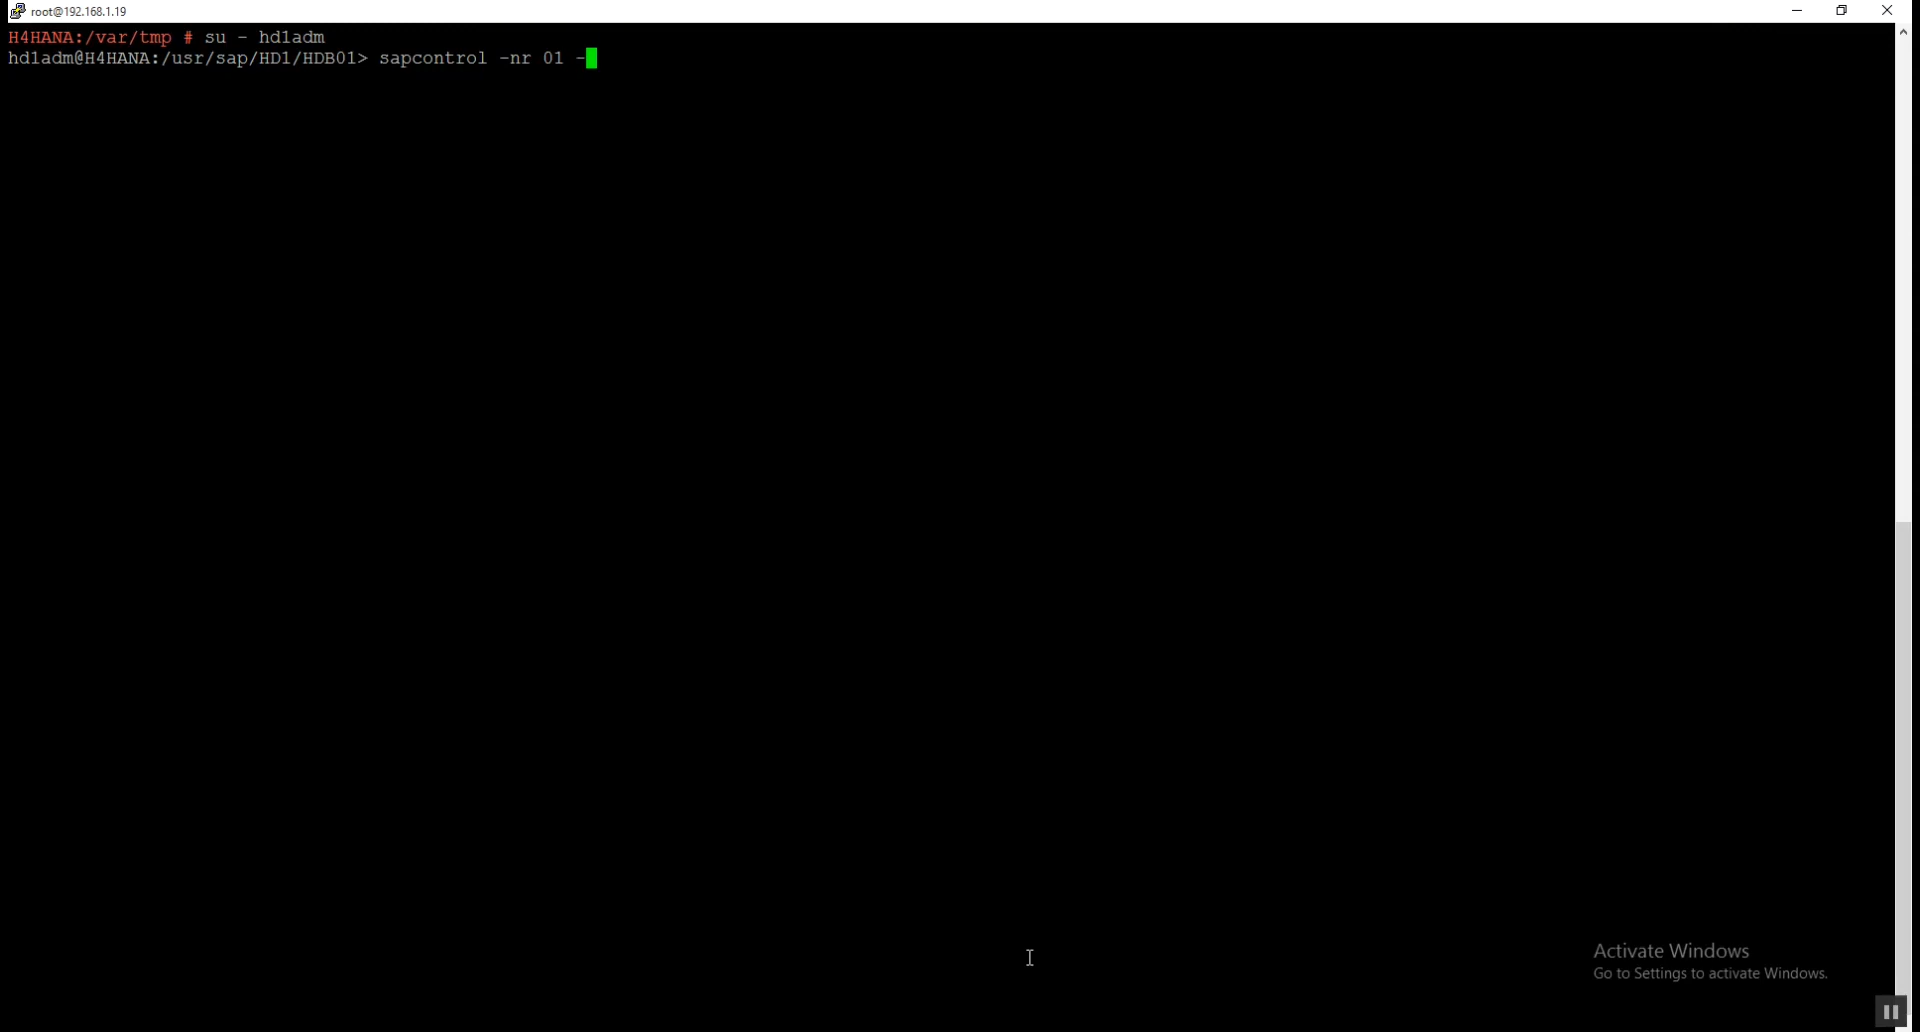 root@192.168.1.19
H4HANA:/var/tmp # su - hd1adm
hd1adm@H4HANA:/usr/sap/HD1/HDB01> sapcontrol -nr 01 -
Activate Windows
Go to Settings to activate Windows.